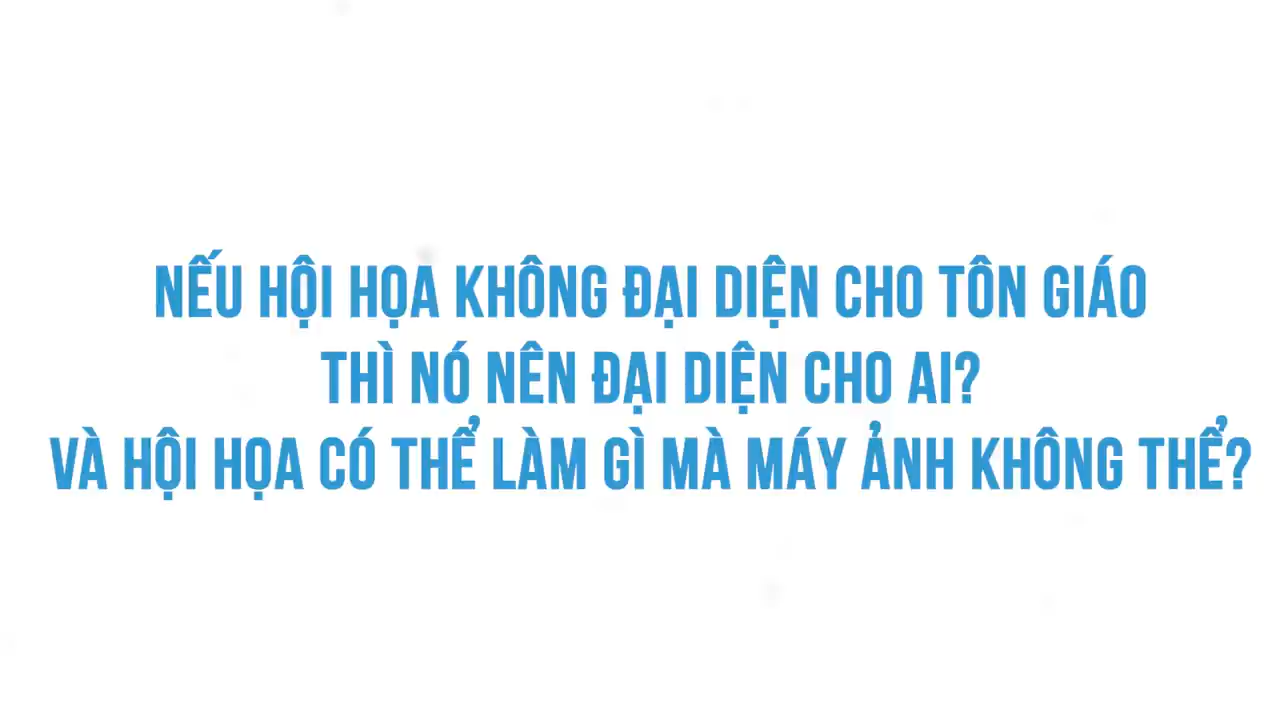 NẾU HỘI HỌA KHÔNG ĐẠI DIỆN CHO TÔN GIÁO
THÌ NÓ NÊN ĐẠI DIỆN CHO AI?
VÀ HỘI HỌA CÓ THỂ LÀM GÌ MÀ MÁY ẢNH KHÔNG THỂ?